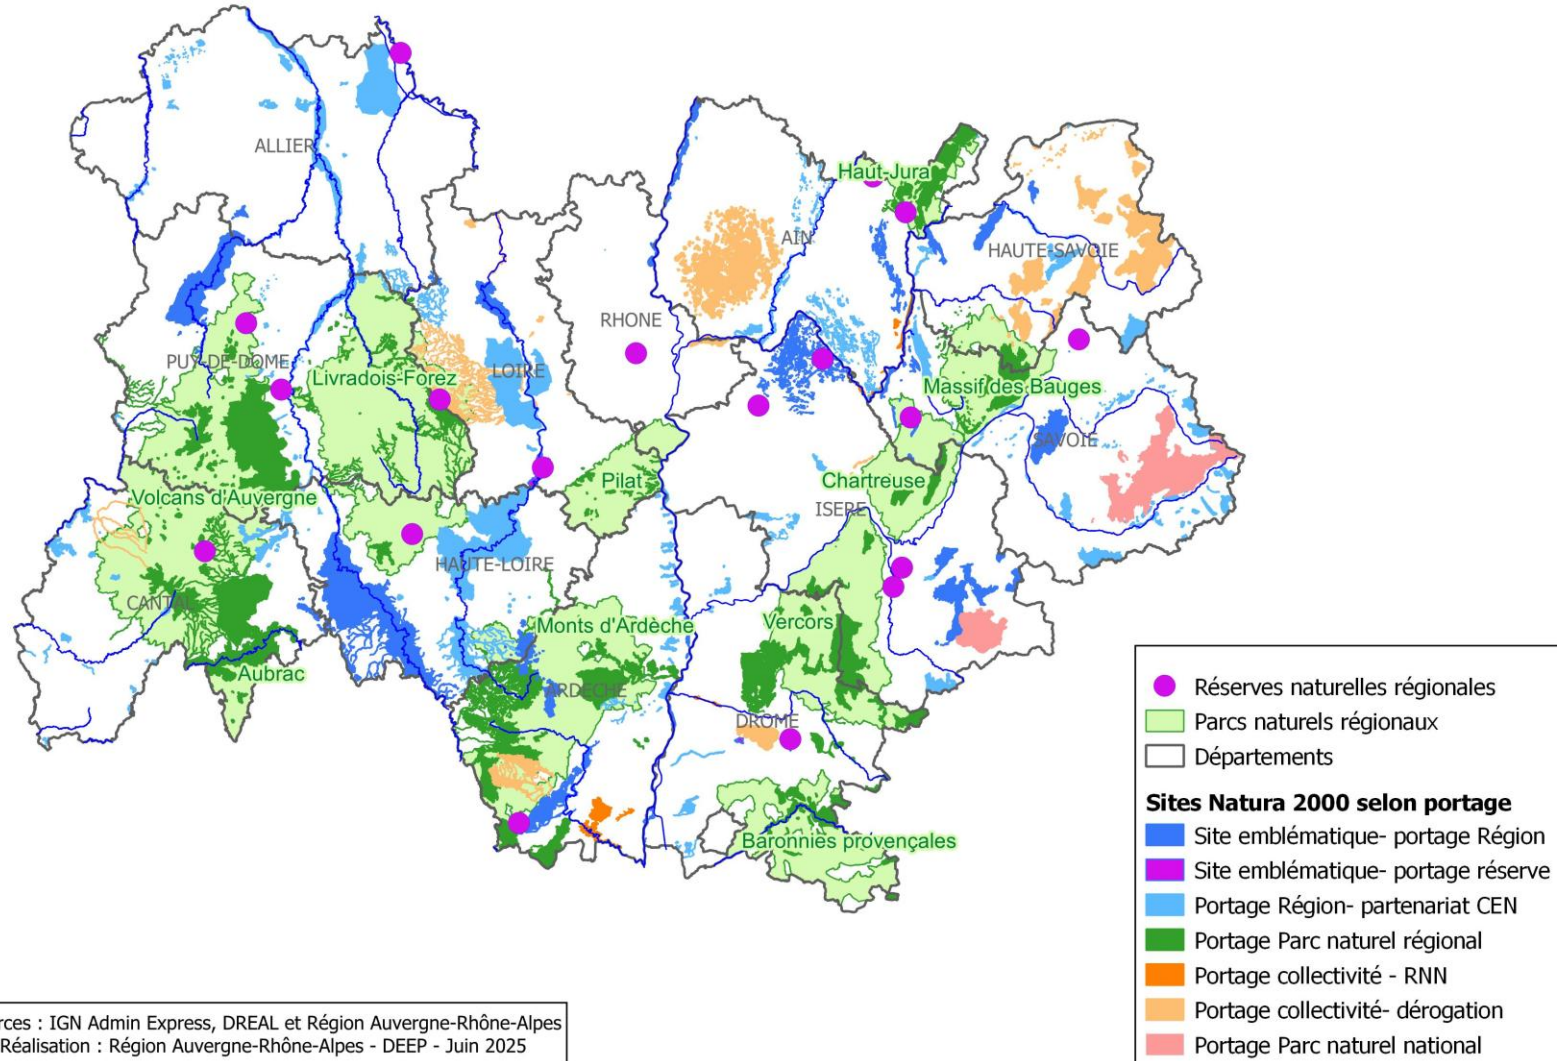 ALLIER
Haut-Jura
AIN
HAUTE-SAVOIE
RHONE
PUY-DE-DOME
LOIRE
Livradois-Forez
Massif des Bauges
SAVOIE
Pilat
Chartreuse
Volcans d'Auvergne
ISERE
HAUTE-LOIRE
CANTAL
Monts d'Ardèche
Vercors
Aubrac
ARDECHE
DROME
Baronnies provençales
Réserves naturelles régionales
Parcs naturels régionaux
Départements
Sites Natura 2000 selon portage
Site emblématique- portage Région
Site emblématique- portage réserve
Portage Région- partenariat CEN
Portage Parc naturel régional
Portage collectivité - RNN
Portage collectivité- dérogation
Portage Parc naturel national
rces : IGN Admin Express, DREAL et Région Auvergne-Rhône-Alpes
Réalisation : Région Auvergne-Rhône-Alpes - DEEP - Juin 2025